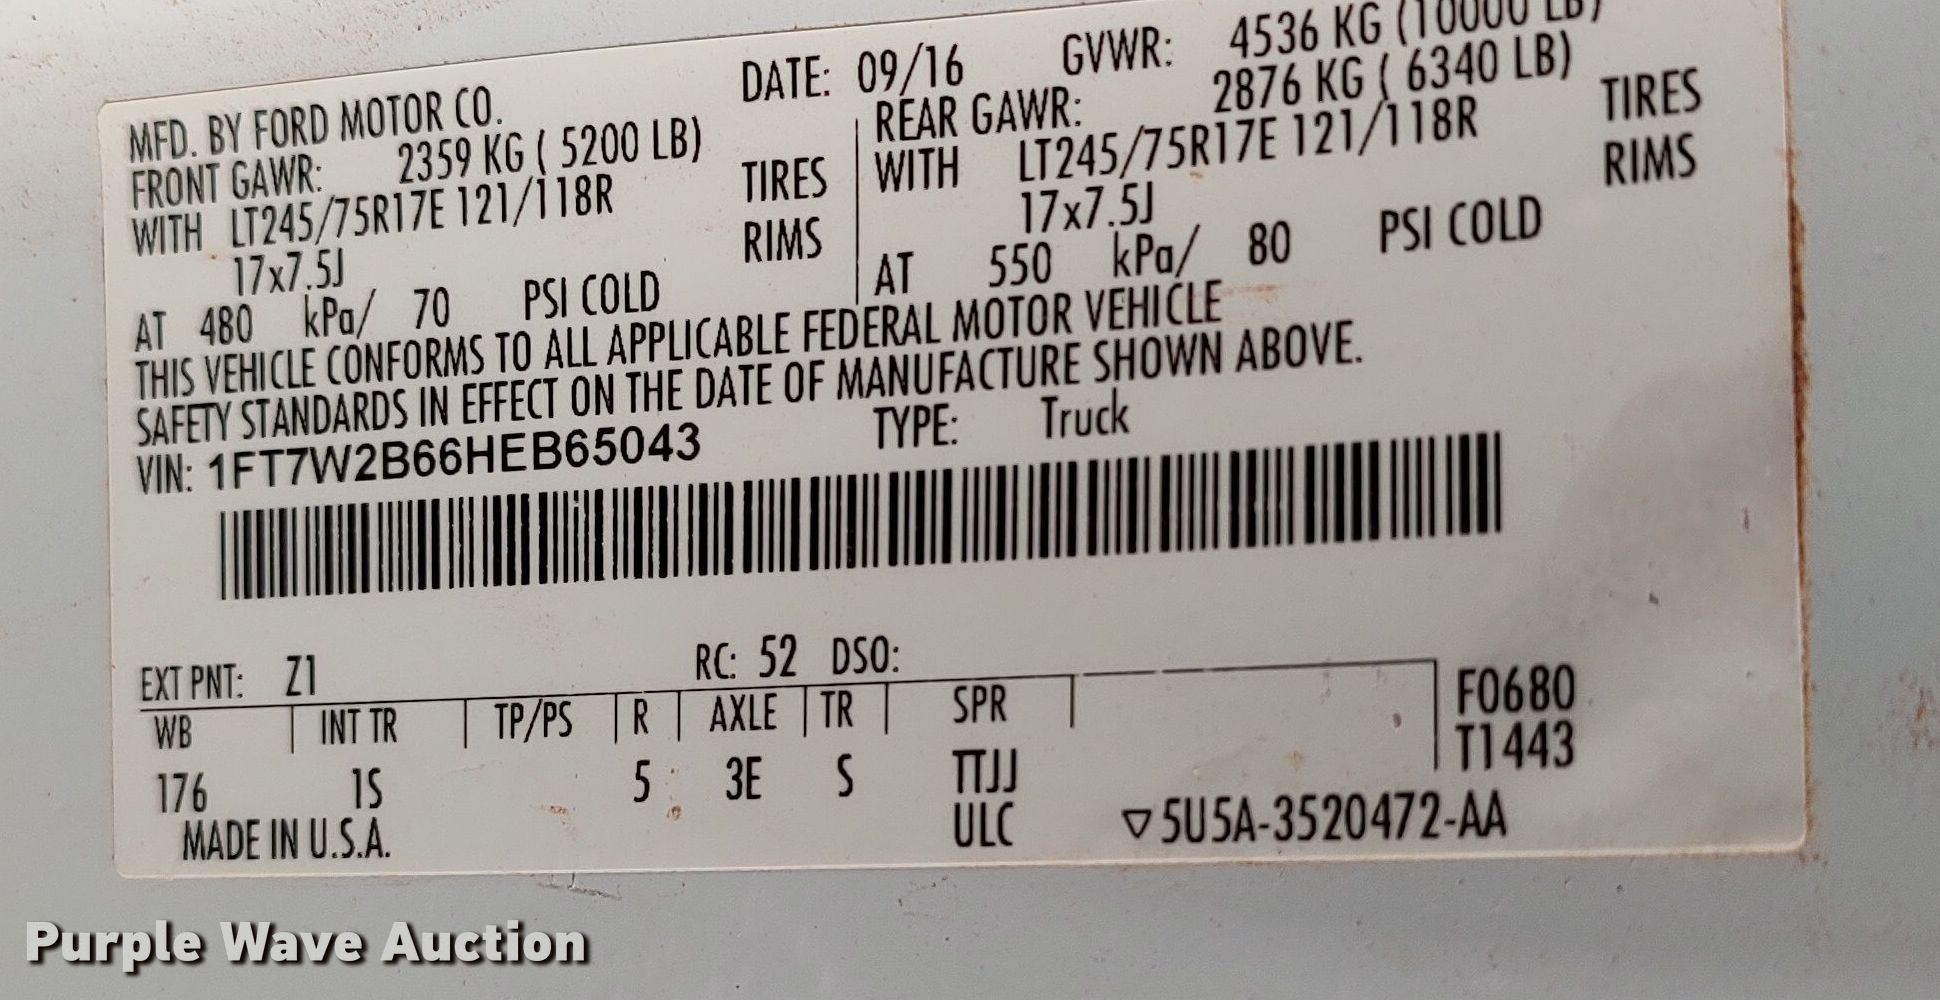 MFD. BY FORD MOTOR CO. DATE: 09/16 GVWR: 4536 KG (10000 LB)
FRONT GAWR: 2359 KG ( 5200 LB) REAR GAWR: 2876 KG ( 6340 LB)
WITH LT245/75R17E 121/118R TIRES WITH LT245/75R17E 121/118R TIRES
17x7.5J RIMS 17x7.5J RIMS
AT 480 kPa/ 70 PSI COLD AT 550 kPa/ 80 PSI COLD
THIS VEHICLE CONFORMS TO ALL APPLICABLE FEDERAL MOTOR VEHICLE
SAFETY STANDARDS IN EFFECT ON THE DATE OF MANUFACTURE SHOWN ABOVE.
VIN: 1FT7W2B66HEB65043 TYPE: Truck
EXT PNT: Z1 RC: 52 DSO:
WB INT TR TP/PS R AXLE TR SPR F0680
T1443
176 1S 5 3E S TTJJ
MADE IN U.S.A. ULC ▽5U5A-3520472-AA
Purple Wave Auction